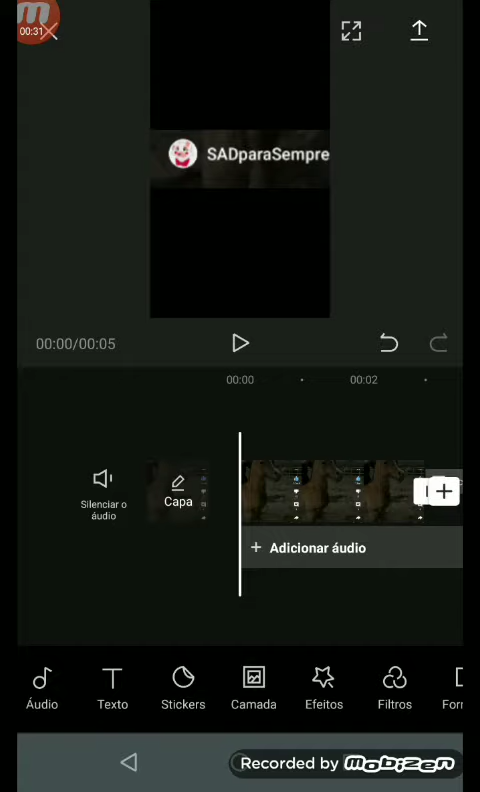 00:31
SADparaSempre
00:00/00:05
00:00
00:02
Silenciar o
áudio
Capa
+ Adicionar áudio
Áudio
Texto
Stickers
Camada
Efeitos
Filtros
Forr
Recorded by mobizen